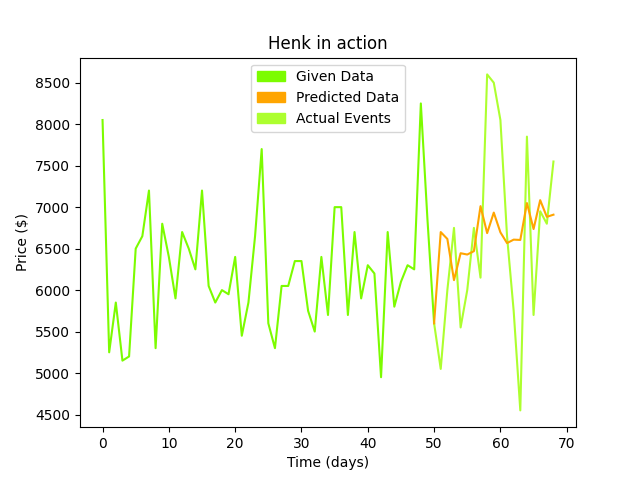 Henk in action
Given Data
Predicted Data
Actual Events
Price ($)
8500
8000
7500
7000
6500
6000
5500
5000
4500
0 10 20 30 40 50 60 70
Time (days)